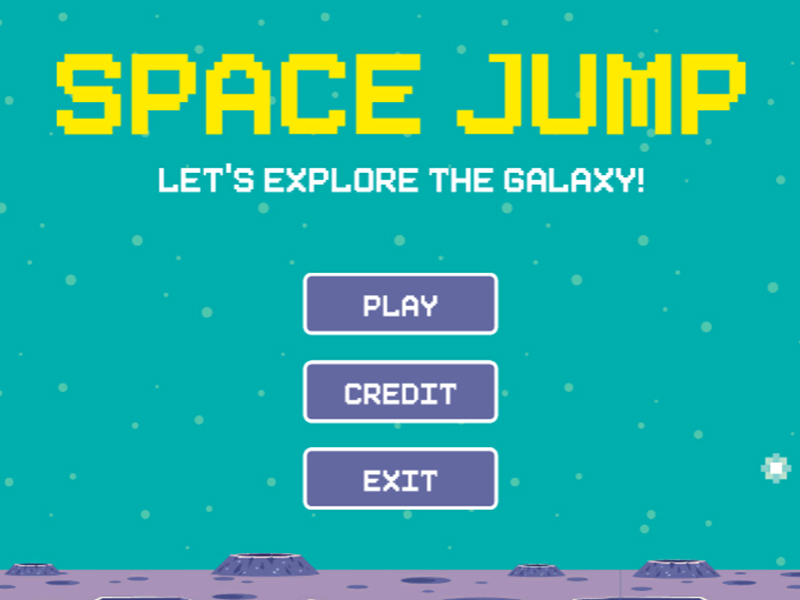 SPACE JUMP
LET'S EXPLORE THE GALAXY!
PLAY
CREDIT
EXIT